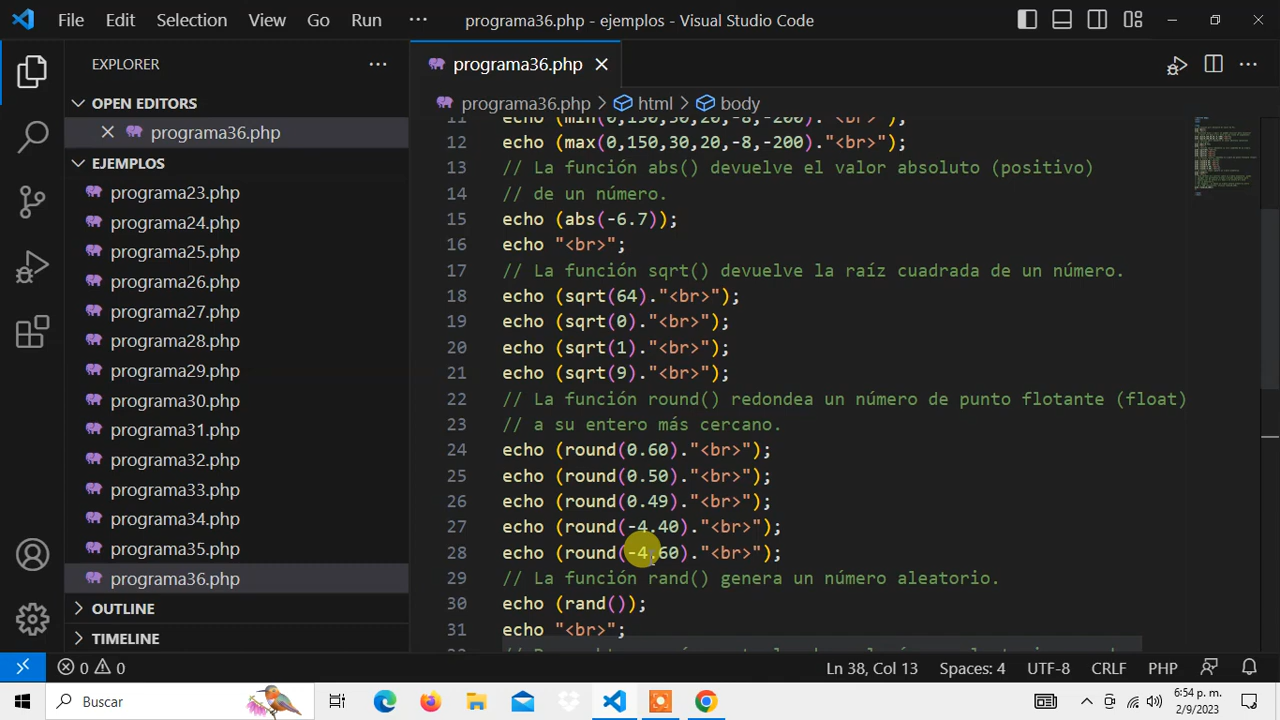 File Edit Selection View Go Run ··· programa36.php - ejemplos - Visual Studio Code
EXPLORER ···
OPEN EDITORS
programa36.php
EJEMPLOS
programa23.php
programa24.php
programa25.php
programa26.php
programa27.php
programa28.php
programa29.php
programa30.php
programa31.php
programa32.php
programa33.php
programa34.php
programa35.php
programa36.php
OUTLINE
TIMELINE
programa36.php
programa36.php > html > body
11 echo (min(0,150,30,20,-8,-200)."<br>");
12 echo (max(0,150,30,20,-8,-200)."<br>");
13 // La función abs() devuelve el valor absoluto (positivo)
14 // de un número.
15 echo (abs(-6.7));
16 echo "<br>";
17 // La función sqrt() devuelve la raíz cuadrada de un número.
18 echo (sqrt(64)."<br>");
19 echo (sqrt(0)."<br>");
20 echo (sqrt(1)."<br>");
21 echo (sqrt(9)."<br>");
22 // La función round() redondea un número de punto flotante (float)
23 // a su entero más cercano.
24 echo (round(0.60)."<br>");
25 echo (round(0.50)."<br>");
26 echo (round(0.49)."<br>");
27 echo (round(-4.40)."<br>");
28 echo (round(-4.60)."<br>");
29 // La función rand() genera un número aleatorio.
30 echo (rand());
31 echo "<br>";
0 0 Ln 38, Col 13 Spaces: 4 UTF-8 CRLF PHP
Buscar
6:54 p. m.
2/9/2023